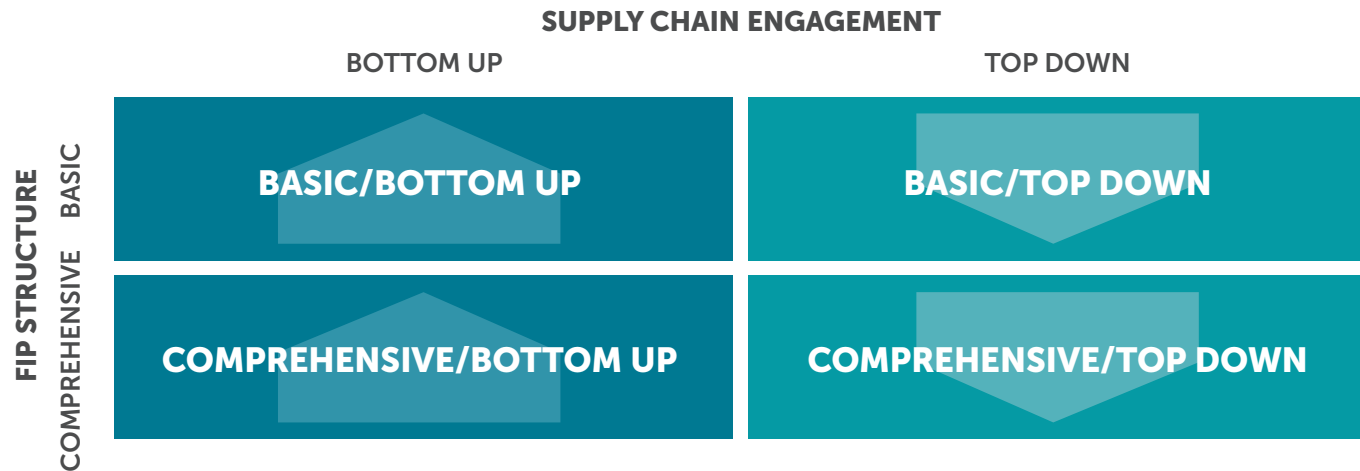 SUPPLY CHAIN ENGAGEMENT
BOTTOM UP
TOP DOWN
FIP STRUCTURE
BASIC
COMPREHENSIVE
BASIC/BOTTOM UP
BASIC/TOP DOWN
COMPREHENSIVE/BOTTOM UP
COMPREHENSIVE/TOP DOWN